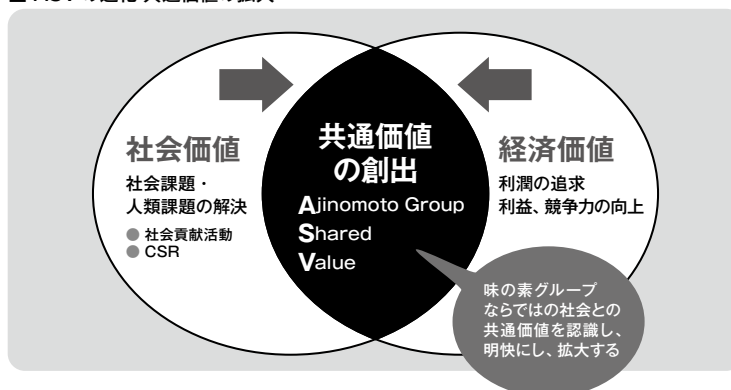 社会価値
社会課題・
人類課題の解決
● 社会貢献活動
● CSR
共通価値
の創出
Ajinomoto Group
Shared
Value
経済価値
利潤の追求
利益、競争力の向上
味の素グループ
ならではの社会との
共通価値を認識し、
明快にし、拡大する